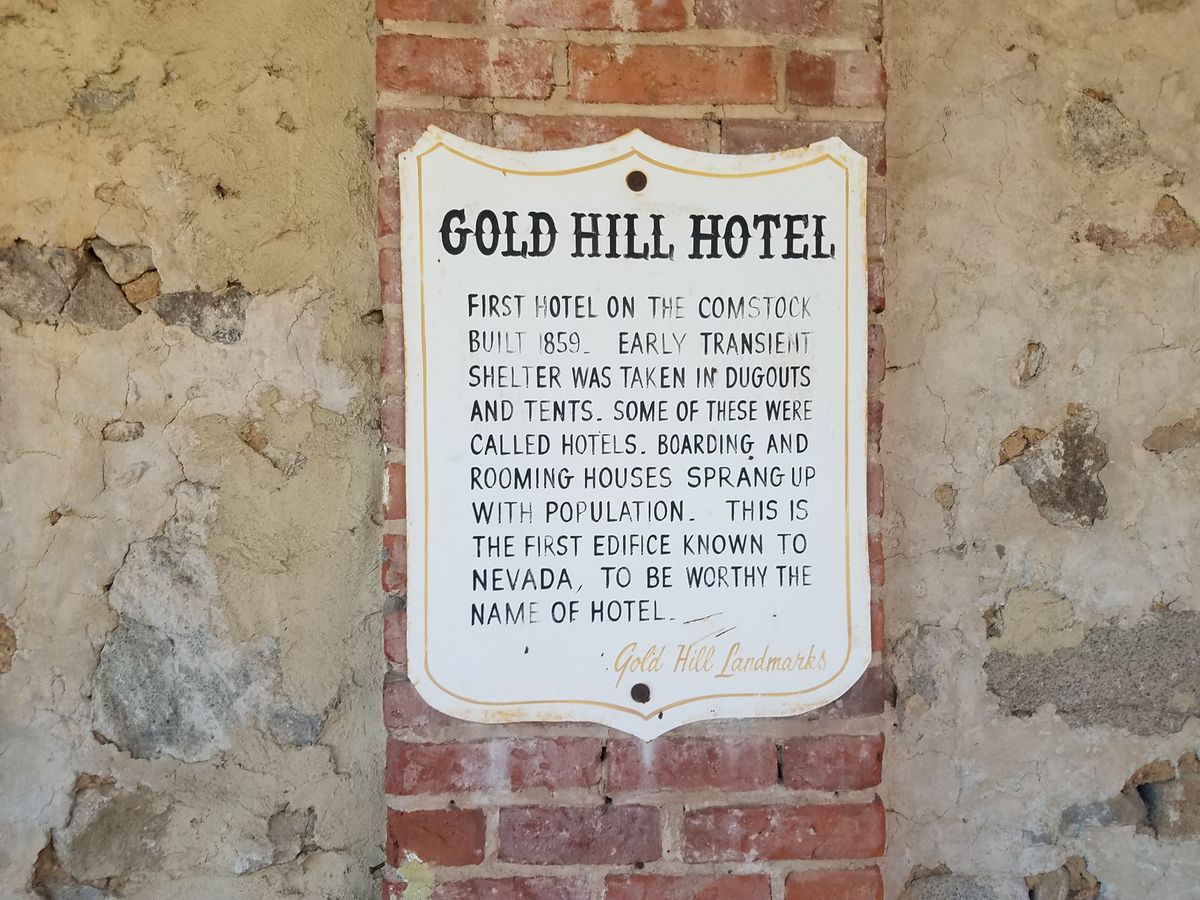 GOLD HILL HOTEL
FIRST HOTEL ON THE COMSTOCK
BUILT 1859. EARLY TRANSIENT
SHELTER WAS TAKEN IN DUGOUTS
AND TENTS. SOME OF THESE WERE
CALLED HOTELS. BOARDING AND
ROOMING HOUSES SPRANG UP
WITH POPULATION. THIS IS
THE FIRST EDIFICE KNOWN TO
NEVADA, TO BE WORTHY THE
NAME OF HOTEL.
Gold Hill Landmarks